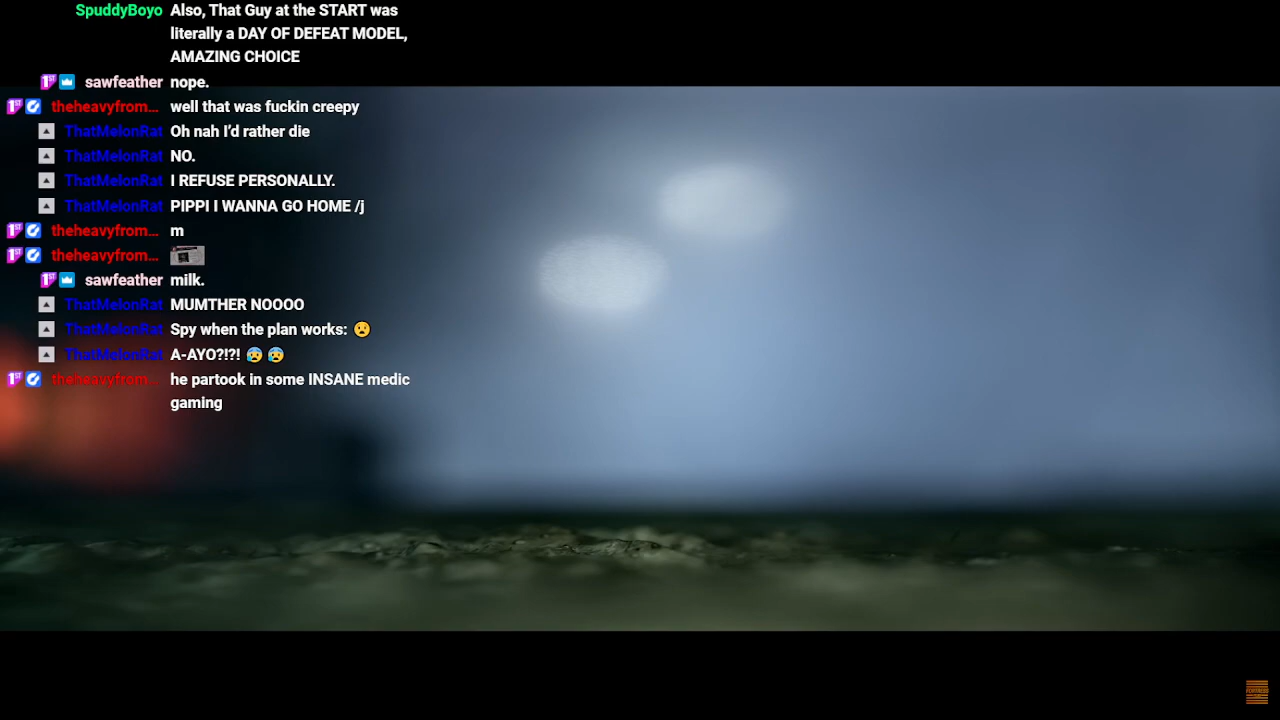 SpuddyBoyo Also, That Guy at the START was
literally a DAY OF DEFEAT MODEL,
AMAZING CHOICE
sawfeather nope.
theheavyfrom... well that was fuckin creepy
ThatMelonRat Oh nah I'd rather die
ThatMelonRat NO.
ThatMelonRat I REFUSE PERSONALLY.
ThatMelonRat PIPPI I WANNA GO HOME /j
theheavyfrom... m
theheavyfrom...
sawfeather milk.
ThatMelonRat MUMTHER NOOOO
ThatMelonRat Spy when the plan works: 😧
ThatMelonRat A-AYO?!?! 😰 😰
theheavyfrom... he partook in some INSANE medic
gaming
FORTRESS